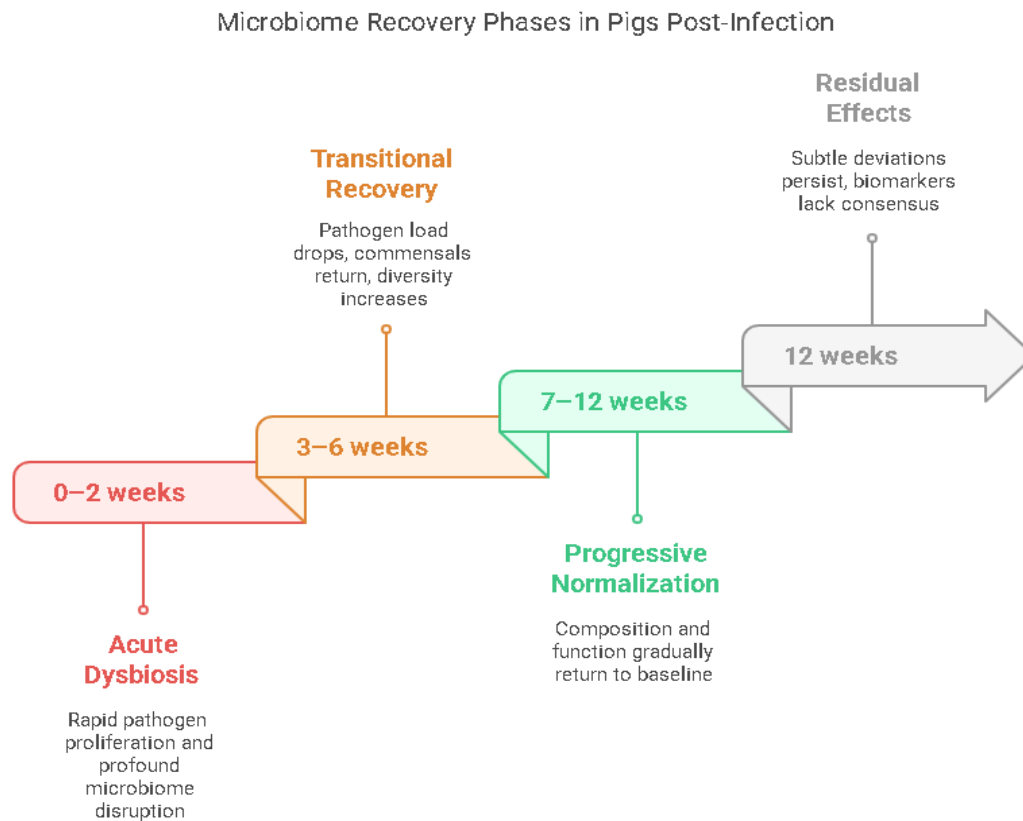 Microbiome Recovery Phases in Pigs Post-Infection
Residual
Effects
Subtle deviations
persist, biomarkers
lack consensus
Transitional
Recovery
Pathogen load
drops, commensals
return, diversity
increases
12 weeks
7–12 weeks
3–6 weeks
0–2 weeks
Progressive
Normalization
Composition and
function gradually
return to baseline
Acute
Dysbiosis
Rapid pathogen
proliferation and
profound
microbiome
disruption